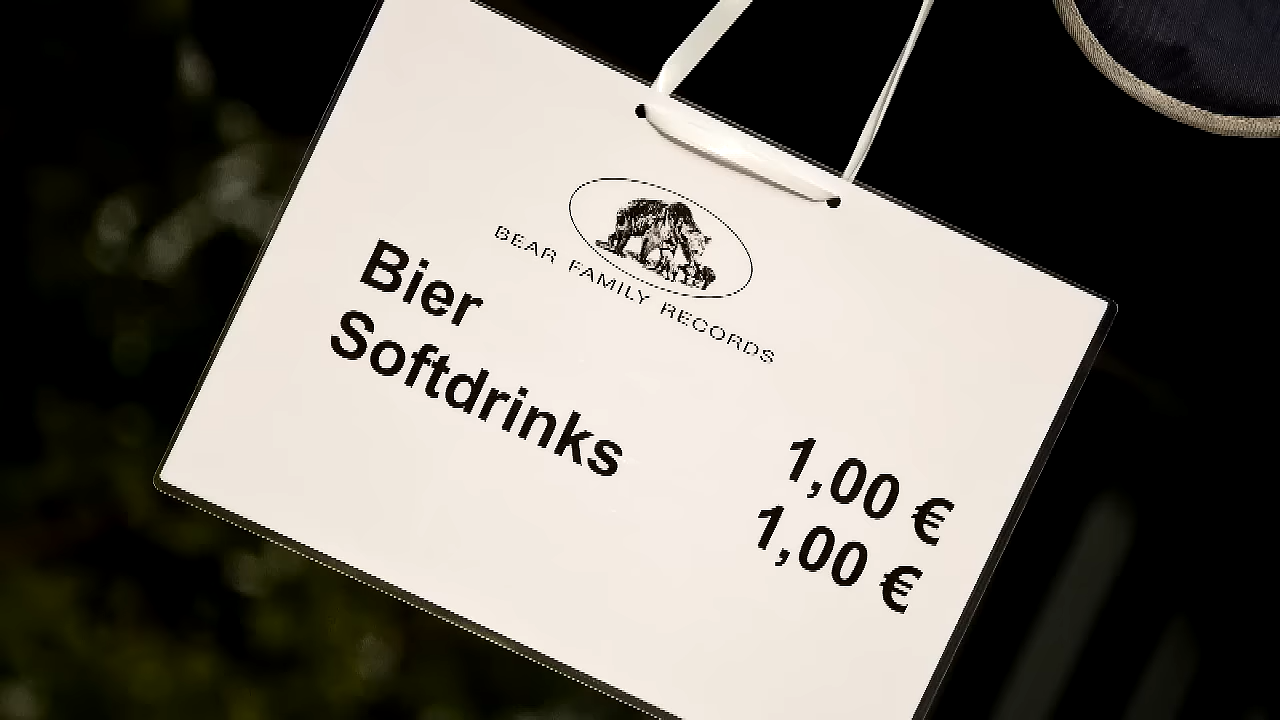 BEAR FAMILY RECORDS
Bier 1,00 €
Softdrinks 1,00 €